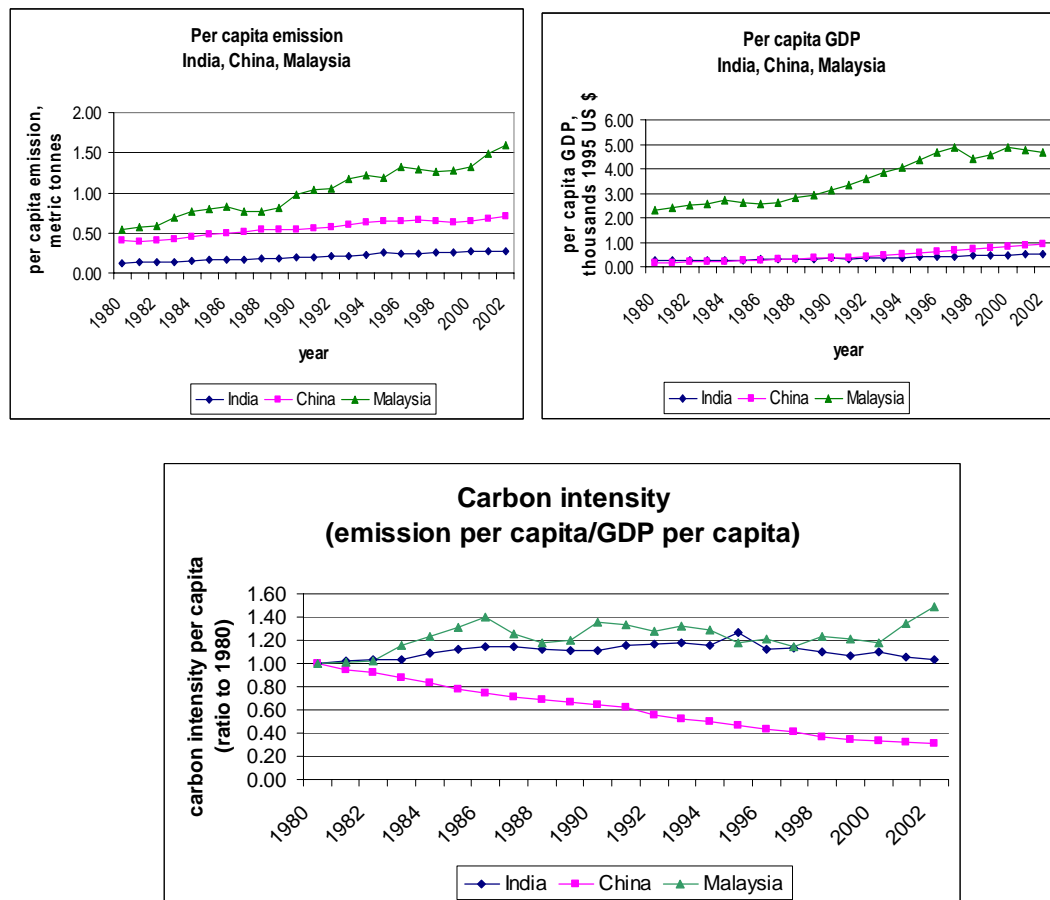 Per capita emission
India, China, Malaysia
per capita emission,
metric tonnes
2.00
1.50
1.00
0.50
0.00
1980
1982
1984
1986
1988
1990
1992
1994
1996
1998
2000
2002
year
India
China
Malaysia
Per capita GDP
India, China, Malaysia
per capita GDP,
thousands 1995 US $
6.00
5.00
4.00
3.00
2.00
1.00
0.00
1980
1982
1984
1986
1988
1990
1992
1994
1996
1998
2000
2002
year
India
China
Malaysia
Carbon intensity
(emission per capita/GDP per capita)
carbon intensity per capita
(ratio to 1980)
1.60
1.40
1.20
1.00
0.80
0.60
0.40
0.20
0.00
1980
1982
1984
1986
1988
1990
1992
1994
1996
1998
2000
2002
India
China
Malaysia